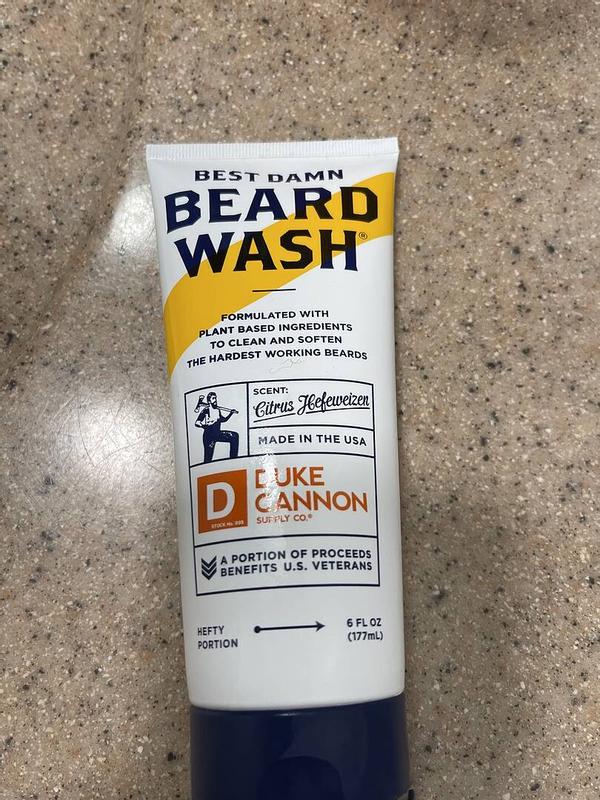 BEST DAMN
BEARD
WASH®
FORMULATED WITH
PLANT BASED INGREDIENTS
TO CLEAN AND SOFTEN
THE HARDEST WORKING BEARDS
SCENT:
Citrus Hefeweizen
MADE IN THE USA
D
DUKE
CANNON
SUPPLY CO.®
A PORTION OF PROCEEDS
BENEFITS U.S. VETERANS
HEFTY
PORTION
6 FL OZ
(177mL)